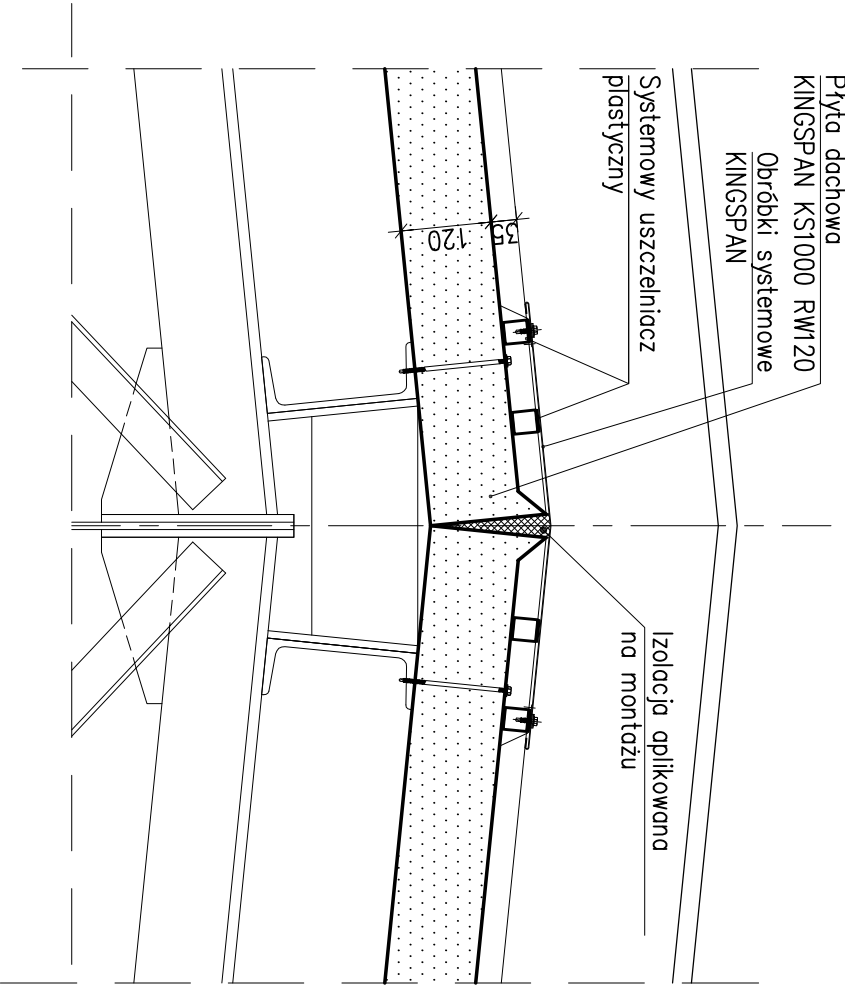 Płyta dachowa
KINGSPAN KS1000 RW120
Obróbki systemowe
KINGSPAN
Systemowy uszczelniacz
plastyczny
120
35
Izolacja aplikowana
na montażu